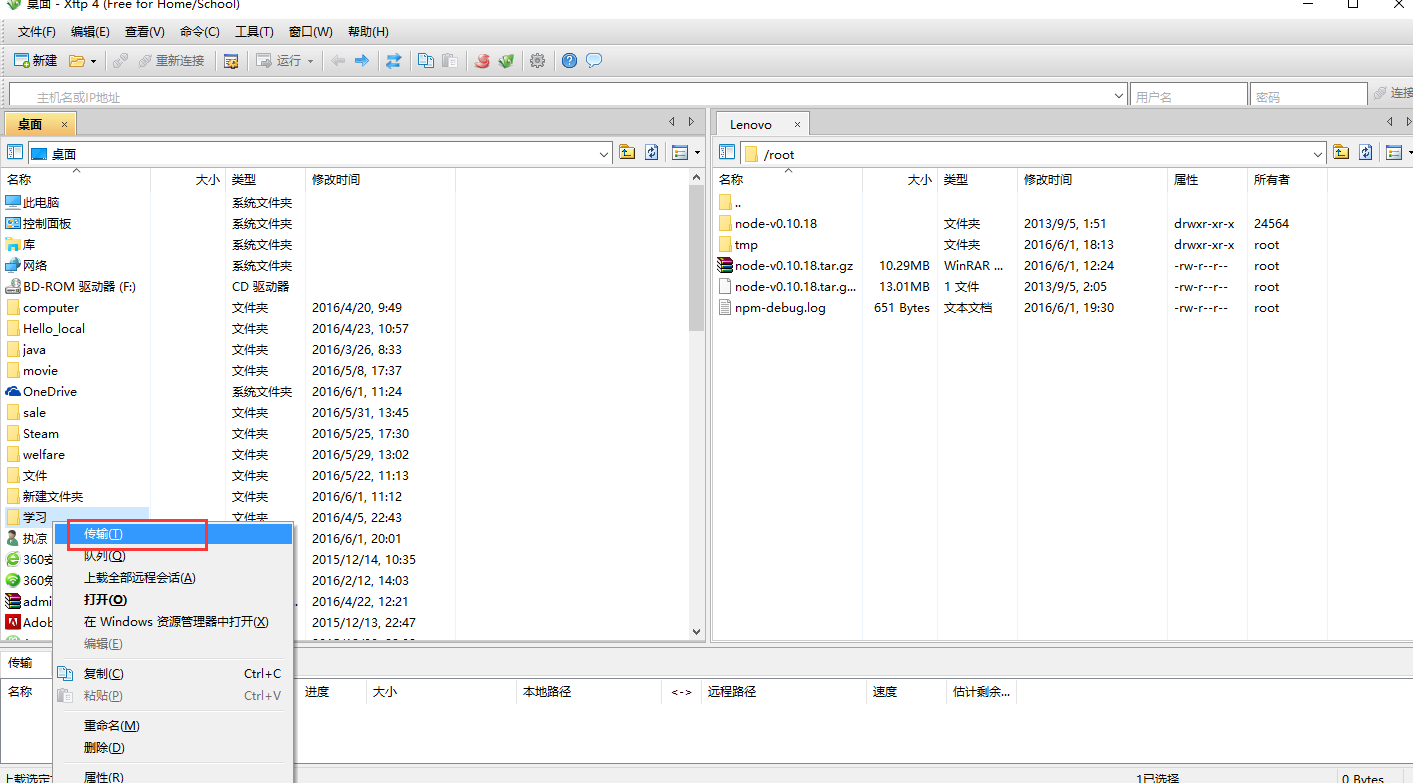 桌面 - Xftp 4 (Free for Home/School)
文件(F) 编辑(E) 查看(V) 命令(C) 工具(T) 窗口(W) 帮助(H)
新建 重新连接 运行
主机名或IP地址 用户名 密码 连接
桌面 × Lenovo ×
桌面 /root
名称 大小 类型 修改时间 名称 大小 类型 修改时间 属性 所有者
此电脑 系统文件夹 ..
控制面板 系统文件夹 node-v0.10.18 文件夹 2013/9/5, 1:51 drwxr-xr-x 24564
库 系统文件夹 tmp 文件夹 2016/6/1, 18:13 drwxr-xr-x root
网络 系统文件夹 node-v0.10.18.tar.gz 10.29MB WinRAR ... 2016/6/1, 12:24 -rw-r--r-- root
BD-ROM 驱动器 (F:) CD 驱动器 node-v0.10.18.tar.g... 13.01MB 1 文件 2013/9/5, 2:05 -rw-r--r-- root
computer 文件夹 2016/4/20, 9:49 npm-debug.log 651 Bytes 文本文档 2016/6/1, 19:30 -rw-r--r-- root
Hello_local 文件夹 2016/4/23, 10:57
java 文件夹 2016/3/26, 8:33
movie 文件夹 2016/5/8, 17:37
OneDrive 系统文件夹 2016/6/1, 11:24
sale 文件夹 2016/5/31, 13:45
Steam 文件夹 2016/5/25, 17:30
welfare 文件夹 2016/5/29, 13:02
文件 文件夹 2016/5/22, 11:13
新建文件夹 文件夹 2016/6/1, 11:12
学习 文件夹 2016/4/5, 22:43
执凉 2016/6/1, 20:01
360安 2015/12/14, 10:35
360免 2016/2/12, 14:03
admi 2016/4/22, 12:21
Adob 2015/12/13, 22:47
传输(T)
队列(Q)
上载全部远程会话(A)
打开(O)
在 Windows 资源管理器中打开(X)
编辑(E)
复制(C) Ctrl+C
粘贴(P) Ctrl+V
重命名(M)
删除(D)
属性(R)
传输
名称 进度 大小 本地路径 <-> 远程路径 速度 估计剩余...
上载选定 1已选择 0 Bytes